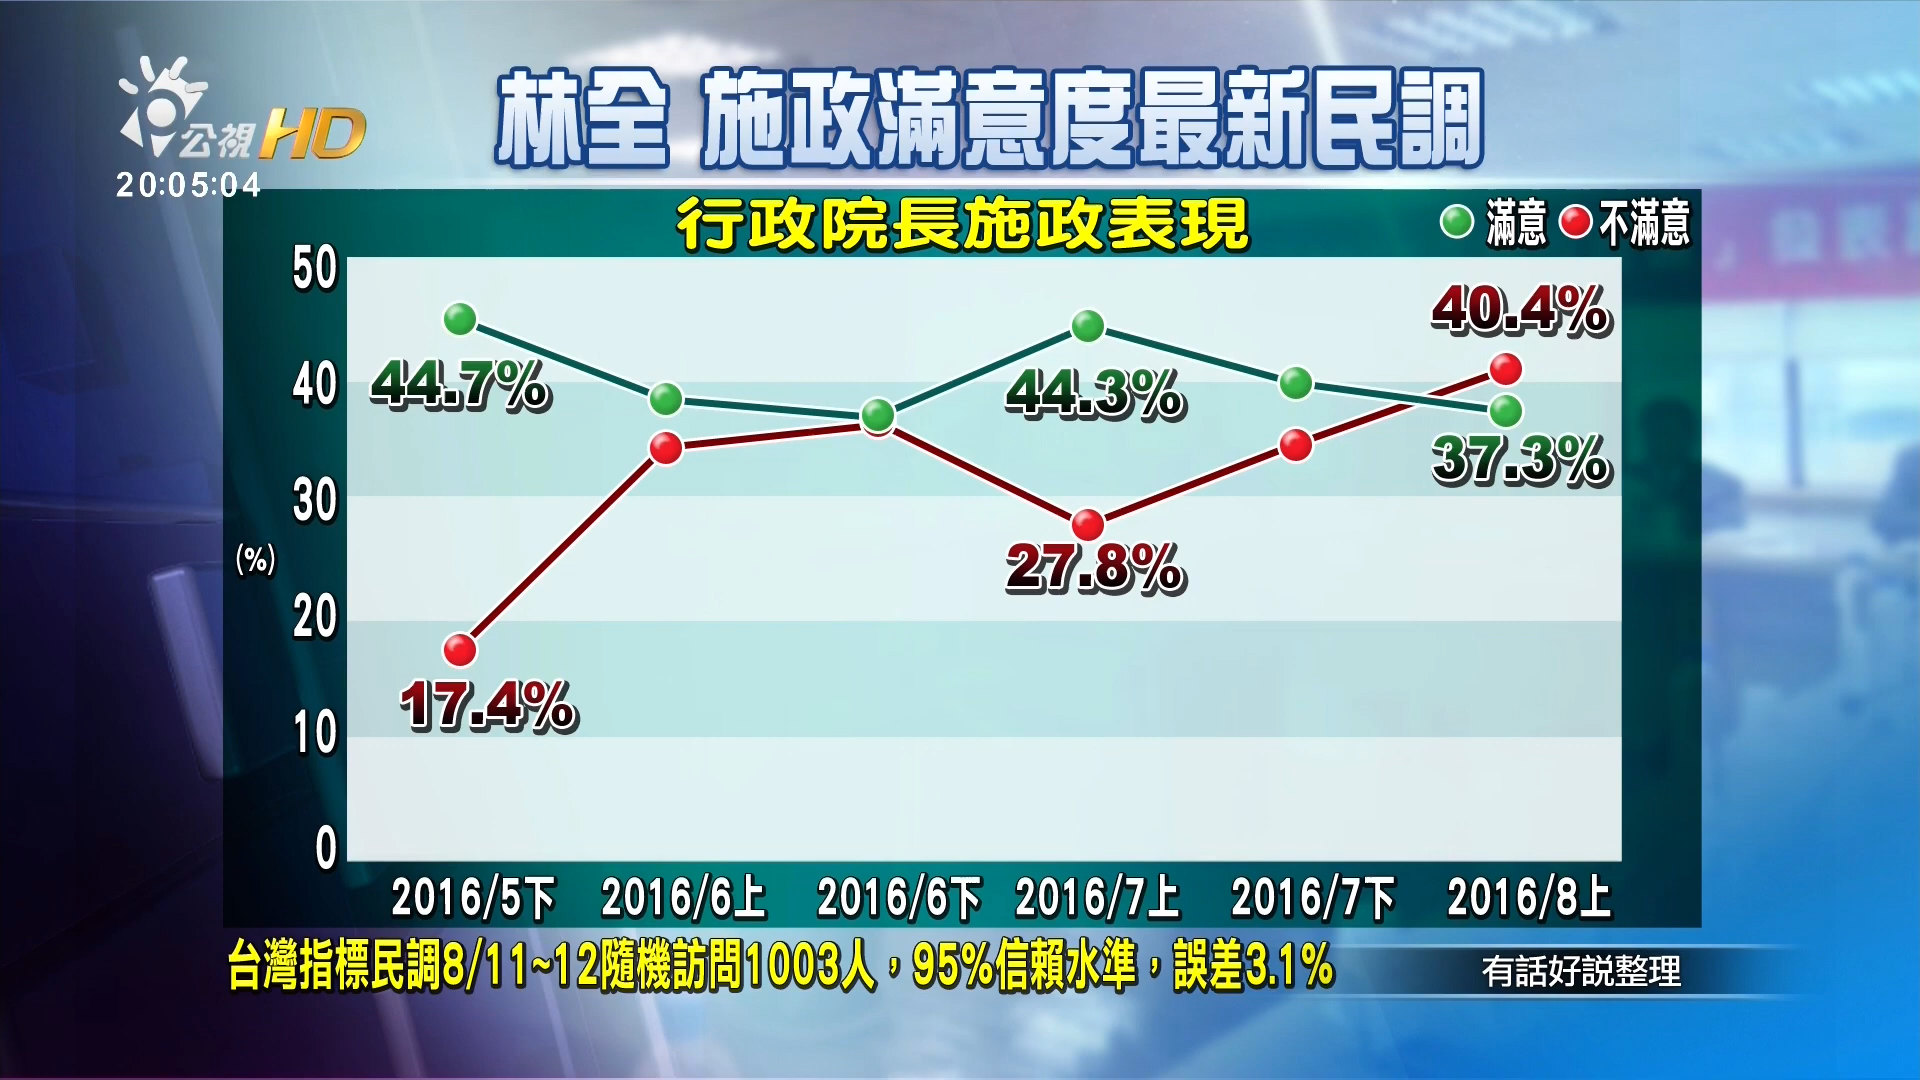 公視HD
20:05:04
林全 施政滿意度最新民調
行政院長施政表現
滿意 不滿意
50
40
30
(%)
20
10
0
44.7%
44.3%
40.4%
37.3%
27.8%
17.4%
2016/5下 2016/6上 2016/6下 2016/7上 2016/7下 2016/8上
台灣指標民調8/11~12隨機訪問1003人，95%信賴水準，誤差3.1%
有話好說整理